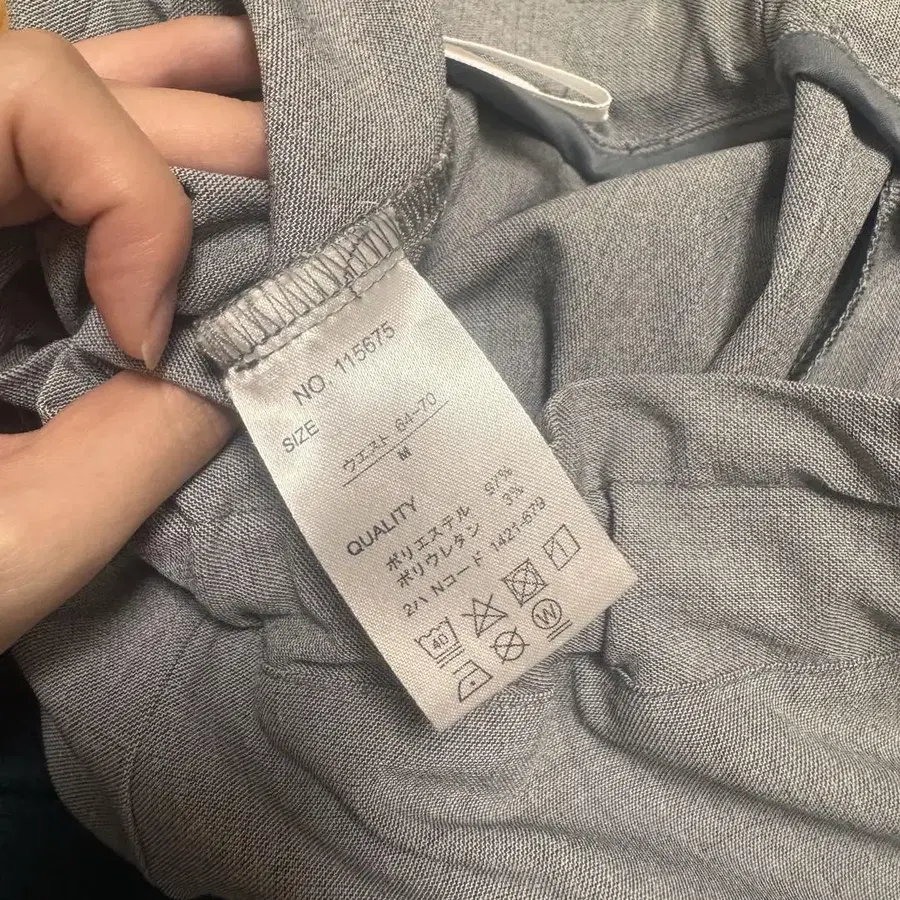 NO. 115675
SIZE
ウエスト 64-70
M
QUALITY
ポリエステル 97%
ポリウレタン 3%
2ハ Nコード 1421-679
40
W